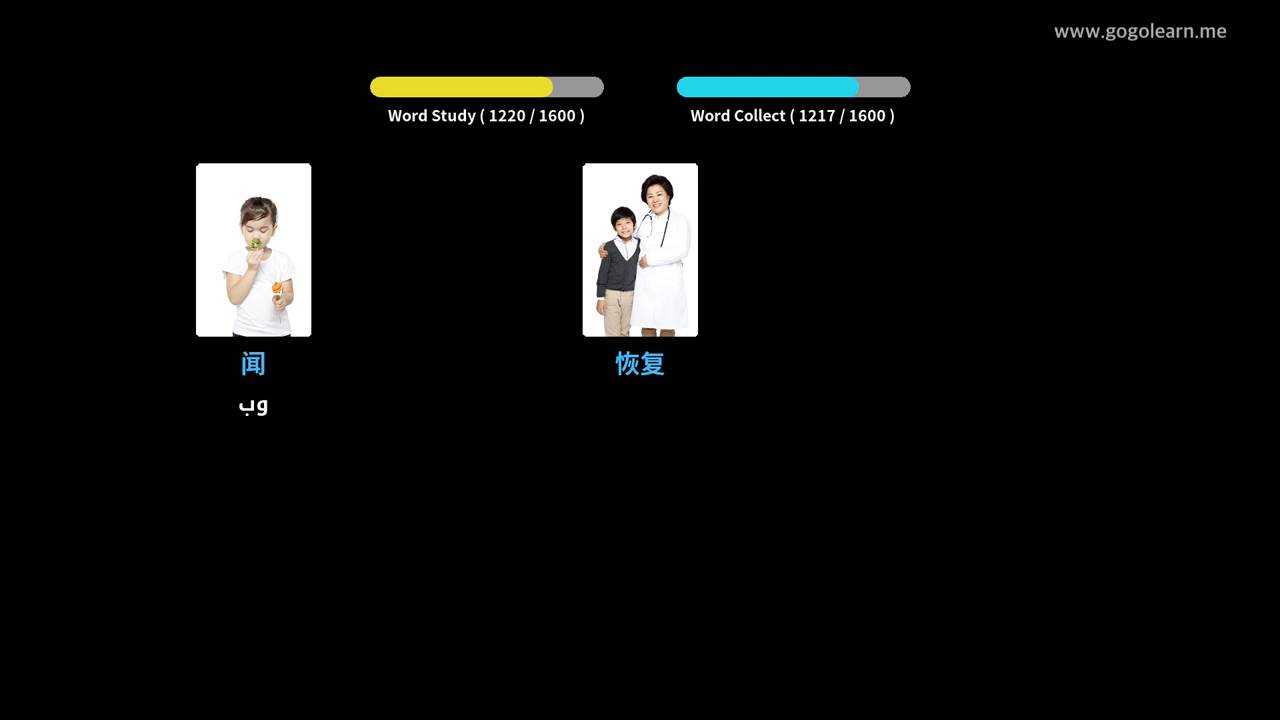 www.gogolearn.me
Word Study ( 1220 / 1600 )
Word Collect ( 1217 / 1600 )
闻
恢复
وب